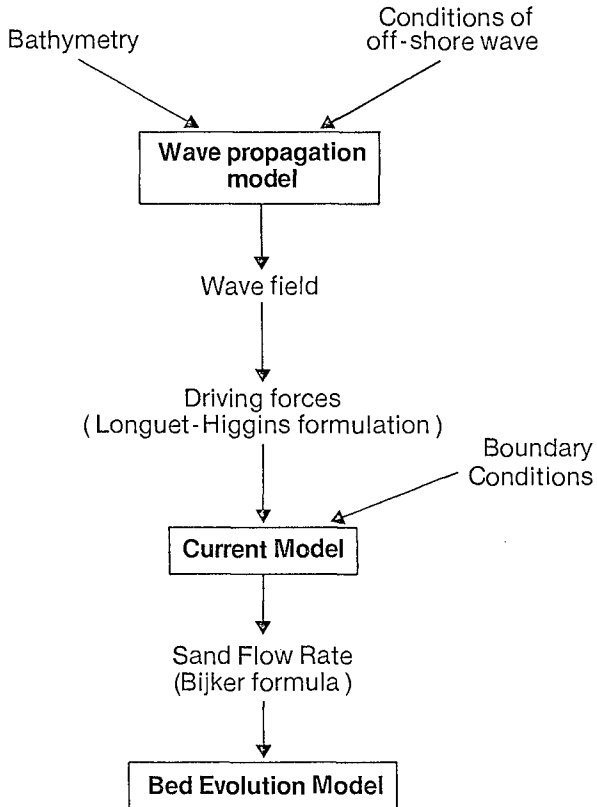 Bathymetry
Conditions of
off-shore wave
Wave propagation
model
Wave field
Driving forces
(Longuet-Higgins formulation)
Boundary
Conditions
Current Model
Sand Flow Rate
(Bijker formula)
Bed Evolution Model